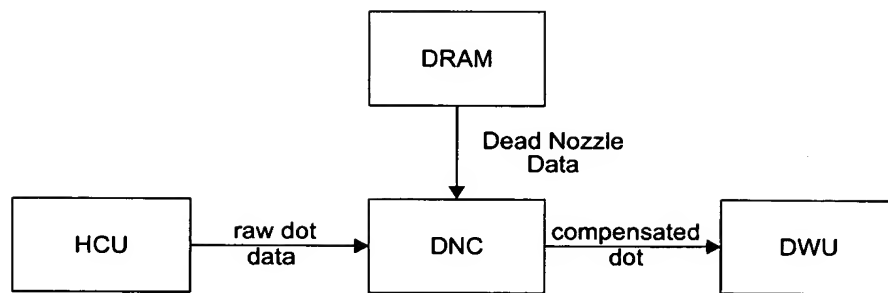 DRAM
Dead Nozzle
Data
HCU
raw dot
data
DNC
compensated
dot
DWU